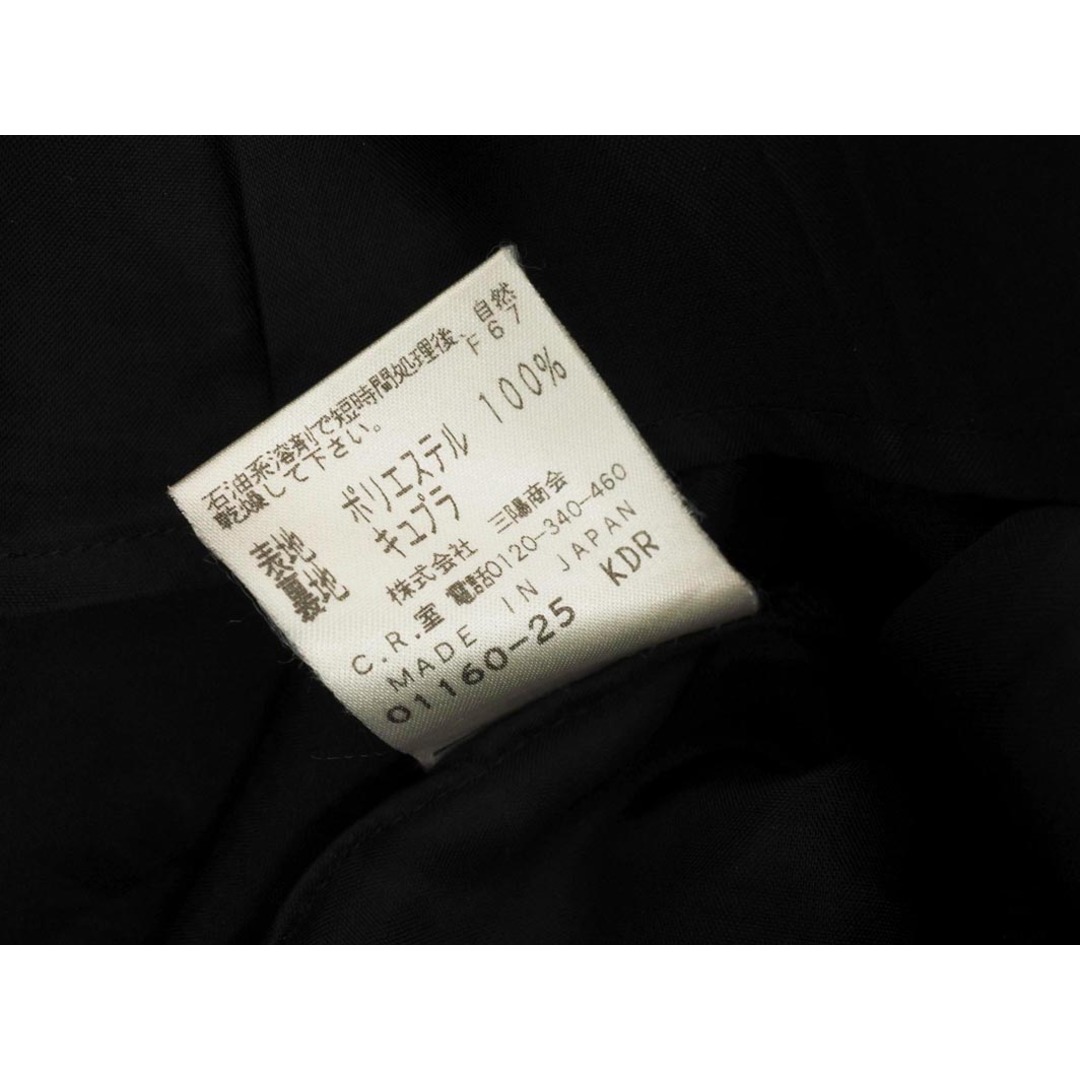 石油系溶剤で短時間処理後、自然
乾燥して下さい。 F67
表地 ポリエステル 100%
裏地 キュプラ
株式会社 三陽商会
C.R.室 電話0120-340-460
MADE IN JAPAN
01160-25 KDR